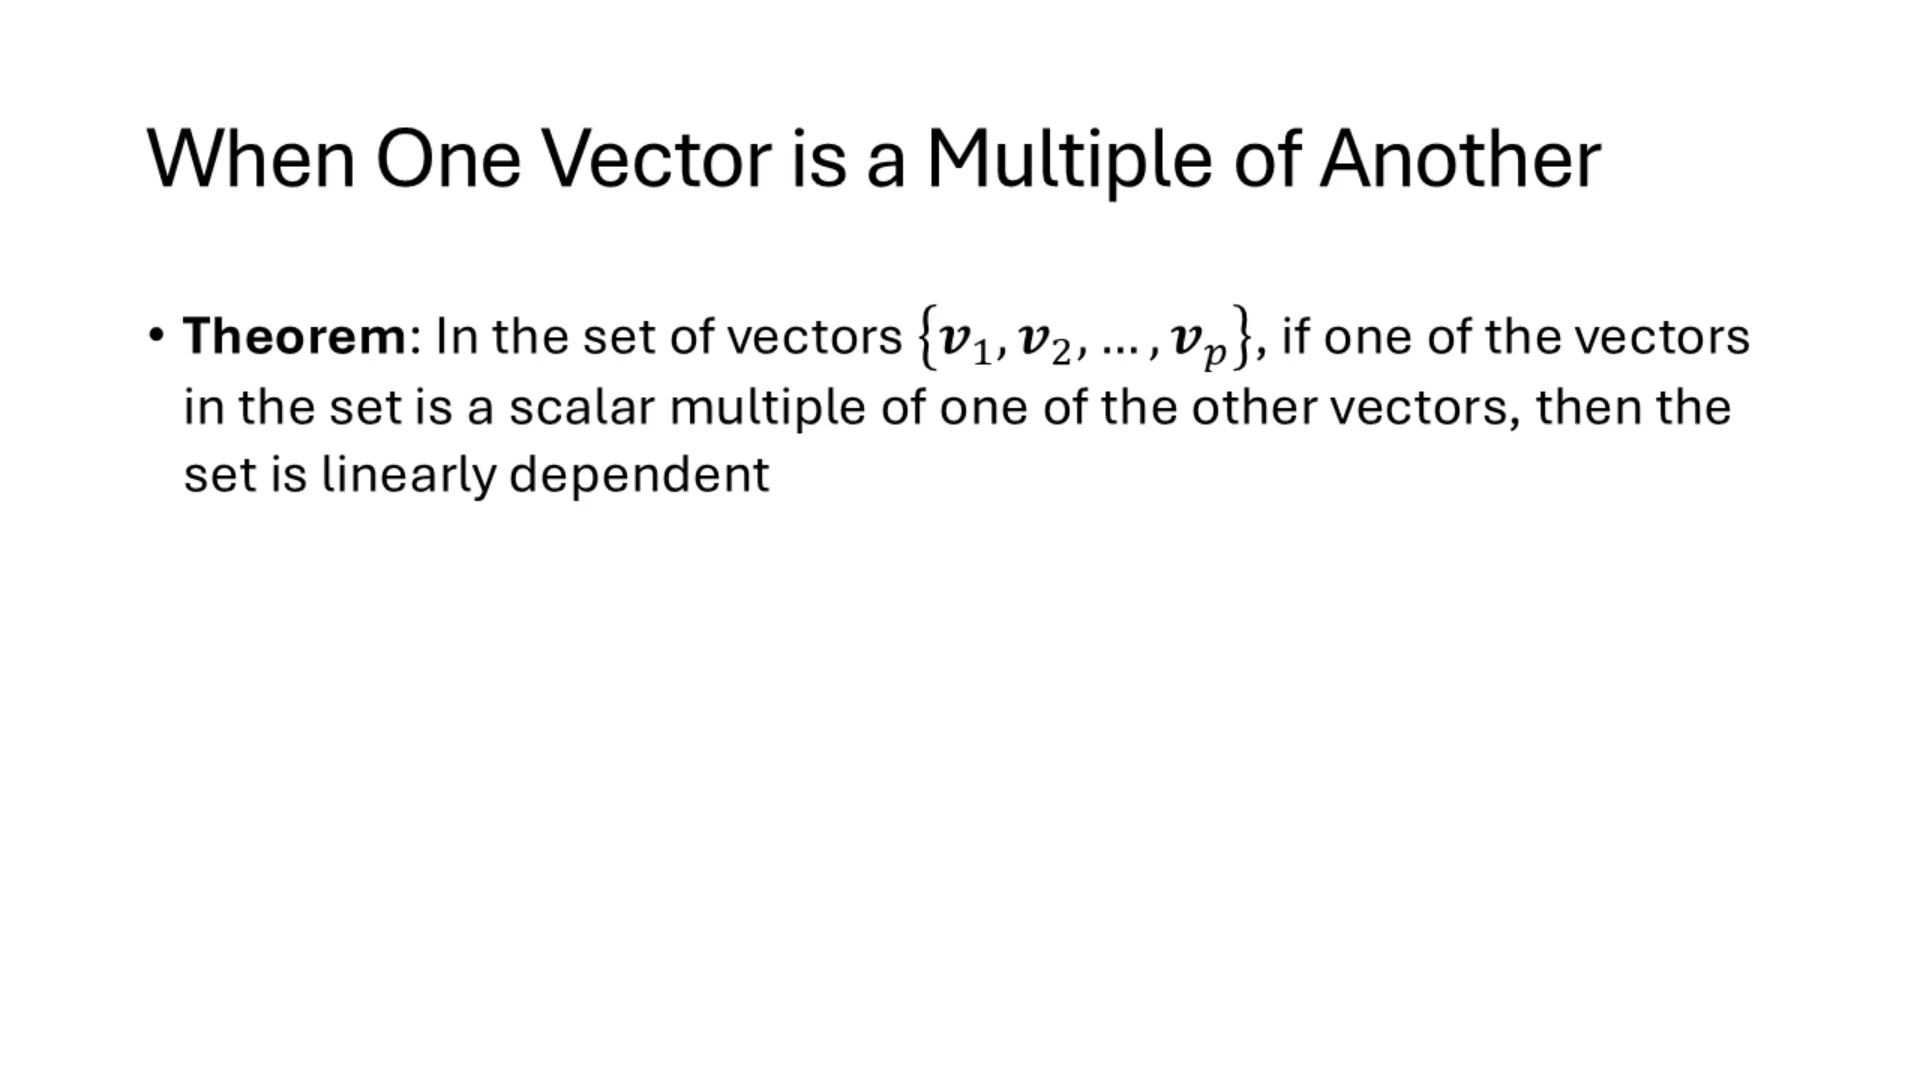 When One Vector is a Multiple of Another
• Theorem: In the set of vectors {𝒗₁, 𝒗₂, … , 𝒗ₚ}, if one of the vectors
in the set is a scalar multiple of one of the other vectors, then the
set is linearly dependent